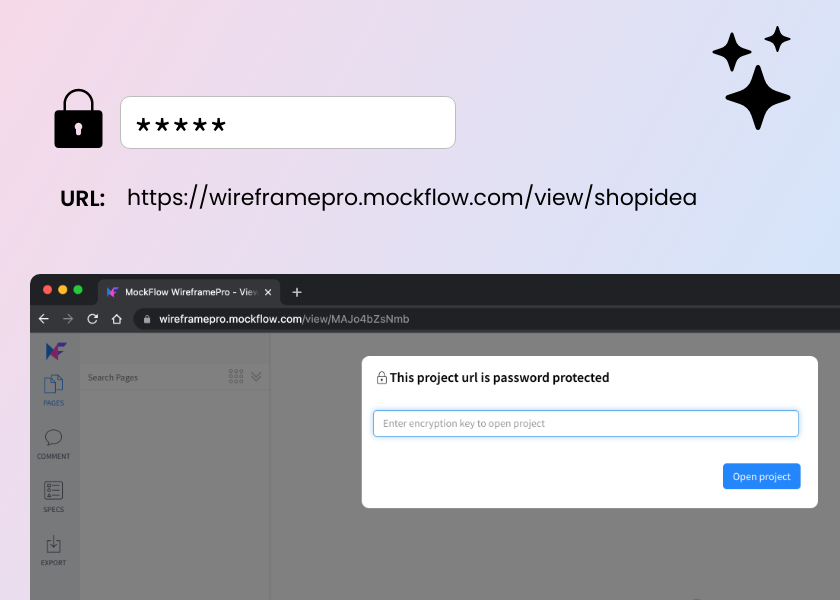 *****
URL: https://wireframepro.mockflow.com/view/shopidea
MockFlow WireframePro - View
wireframepro.mockflow.com/view/MAJo4bZsNmb
Search Pages
PAGES
COMMENT
SPECS
EXPORT
This project url is password protected
Enter encryption key to open project
Open project